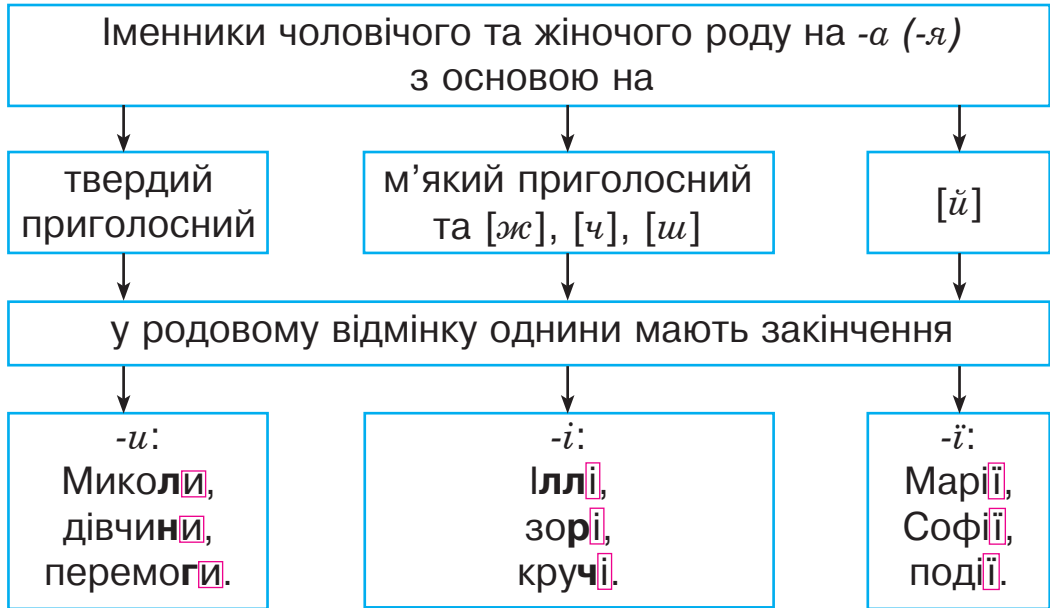 Іменники чоловічого та жіночого роду на -а (-я)
з основою на
твердий
приголосний
м’який приголосний
та [ж], [ч], [ш]
[й]
у родовому відмінку однини мають закінчення
-и:
Миколи,
дівчини,
перемоги.
-і:
Іллі,
зорі,
кручі.
-ї:
Марії,
Софії,
події.